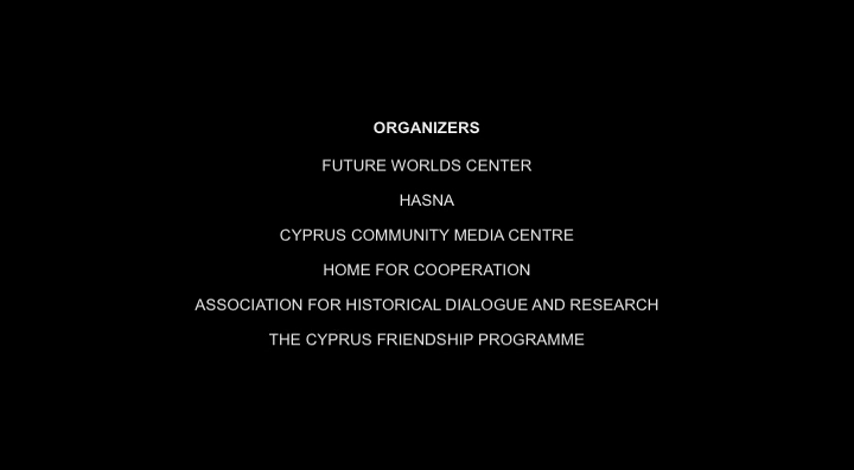 ORGANIZERS
FUTURE WORLDS CENTER
HASNA
CYPRUS COMMUNITY MEDIA CENTRE
HOME FOR COOPERATION
ASSOCIATION FOR HISTORICAL DIALOGUE AND RESEARCH
THE CYPRUS FRIENDSHIP PROGRAMME